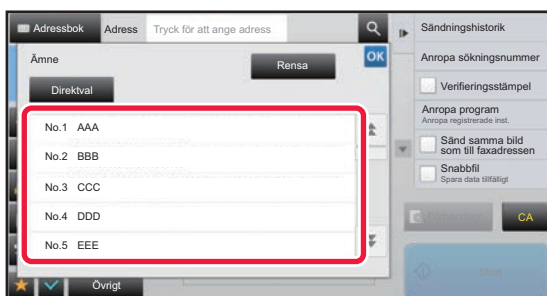 Adressbok
Adress
Tryck för att ange adress
Ämne
Rensa
OK
Direktval
No.1 AAA
No.2 BBB
No.3 CCC
No.4 DDD
No.5 EEE
Övrigt
Sändningshistorik
Anropa sökningsnummer
Verifieringsstämpel
Anropa program
Anropa registrerade inst.
Sänd samma bild
som till faxadressen
Snabbfil
Spara data tillfälligt
CA
Start